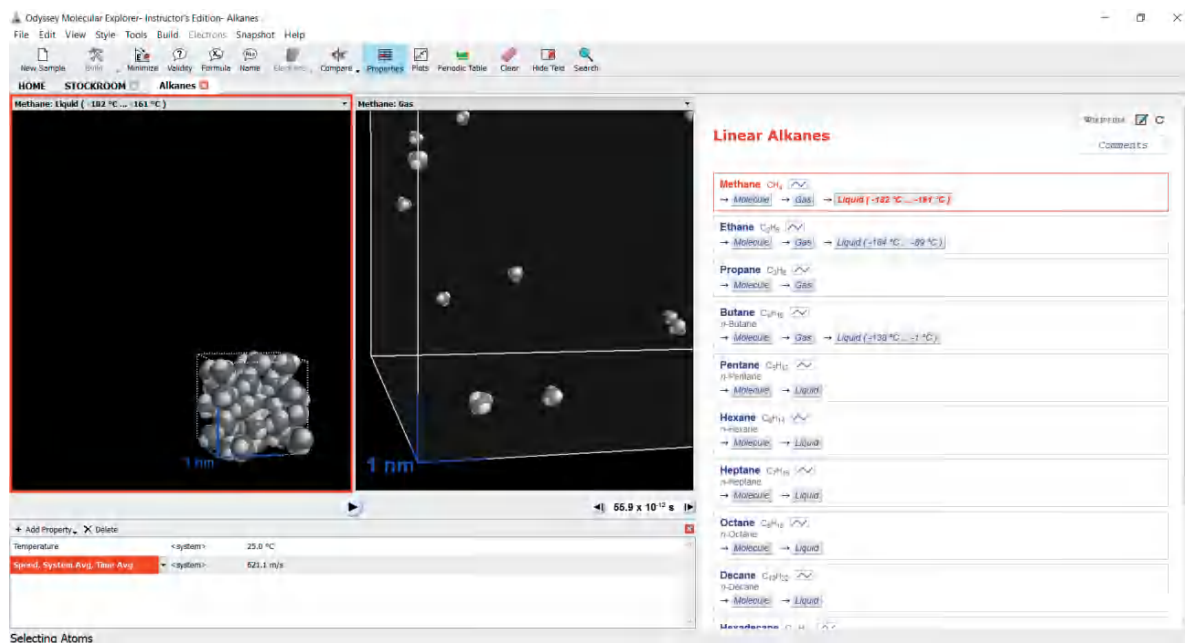 Odyssey Molecular Explorer- Instructor's Edition- Alkanes
File Edit View Style Tools Build Electrons Snapshot Help
New Sample Build Minimize Validity Formula Name Compare Properties Plots Periodic Table Clear Hide Text Search
HOME STOCKROOM Alkanes
Methane: Liquid ( -182 °C ... -161 °C )
Methane: Gas
1 nm
1 nm
55.9 x 10⁻¹² s
+ Add Property Delete
Temperature <system> 25.0 °C
Speed, System Avg, Time Avg <system> 621.1 m/s
Selecting Atoms
Comments
Linear Alkanes
Methane CH₄
→ Molecule → Gas → Liquid ( -182 °C ... -161 °C )
Ethane C₂H₆
→ Molecule → Gas → Liquid ( -184 °C ... -89 °C )
Propane C₃H₈
→ Molecule → Gas
Butane C₄H₁₀
n-Butane
→ Molecule → Gas → Liquid ( -138 °C ... -1 °C )
Pentane C₅H₁₂
n-Pentane
→ Molecule → Liquid
Hexane C₆H₁₄
n-Hexane
→ Molecule → Liquid
Heptane C₇H₁₆
n-Heptane
→ Molecule → Liquid
Octane C₈H₁₈
n-Octane
→ Molecule → Liquid
Decane C₁₀H₂₂
n-Decane
→ Molecule → Liquid
Hexadecane